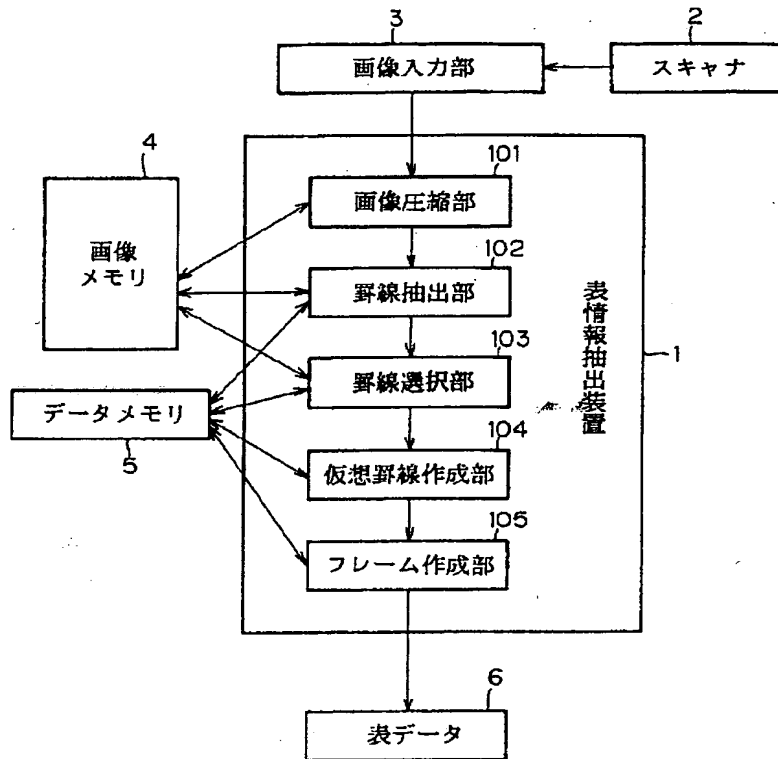 3
画像入力部
2
スキャナ
4
画像
メモリ
101
画像圧縮部
102
罫線抽出部
103
罫線選択部
表情報抽出装置
1
データメモリ
5
104
仮想罫線作成部
105
フレーム作成部
6
表データ